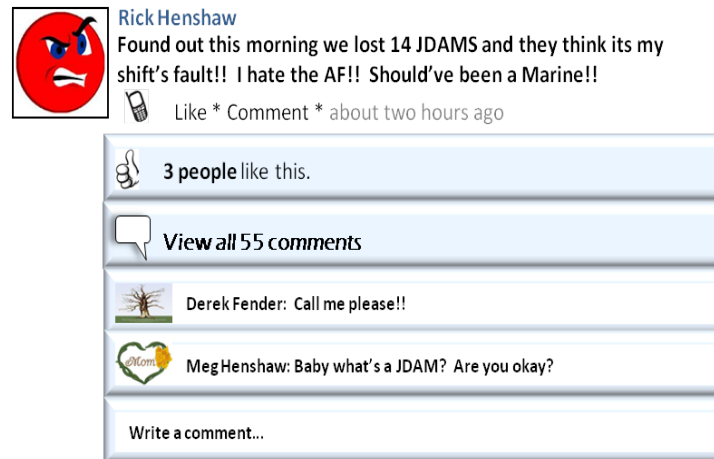 Rick Henshaw
Found out this morning we lost 14 JDAMS and they think its my
shift's fault!! I hate the AF!! Should've been a Marine!!
Like * Comment * about two hours ago
3 people like this.
View all 55 comments
Derek Fender: Call me please!!
Mom
Meg Henshaw: Baby what's a JDAM? Are you okay?
Write a comment...